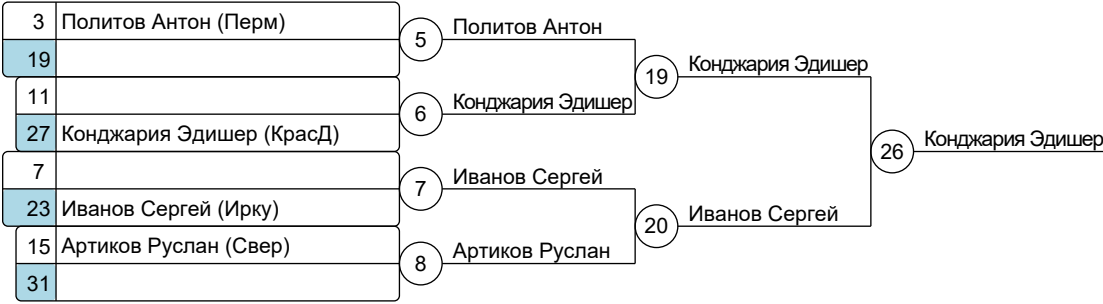 3 Политов Антон (Перм)
19
11
27 Конджария Эдишер (КрасД)
7
23 Иванов Сергей (Ирку)
15 Артиков Руслан (Свер)
31
5 Политов Антон
6 Конджария Эдишер
7 Иванов Сергей
8 Артиков Руслан
19 Конджария Эдишер
20 Иванов Сергей
26 Конджария Эдишер